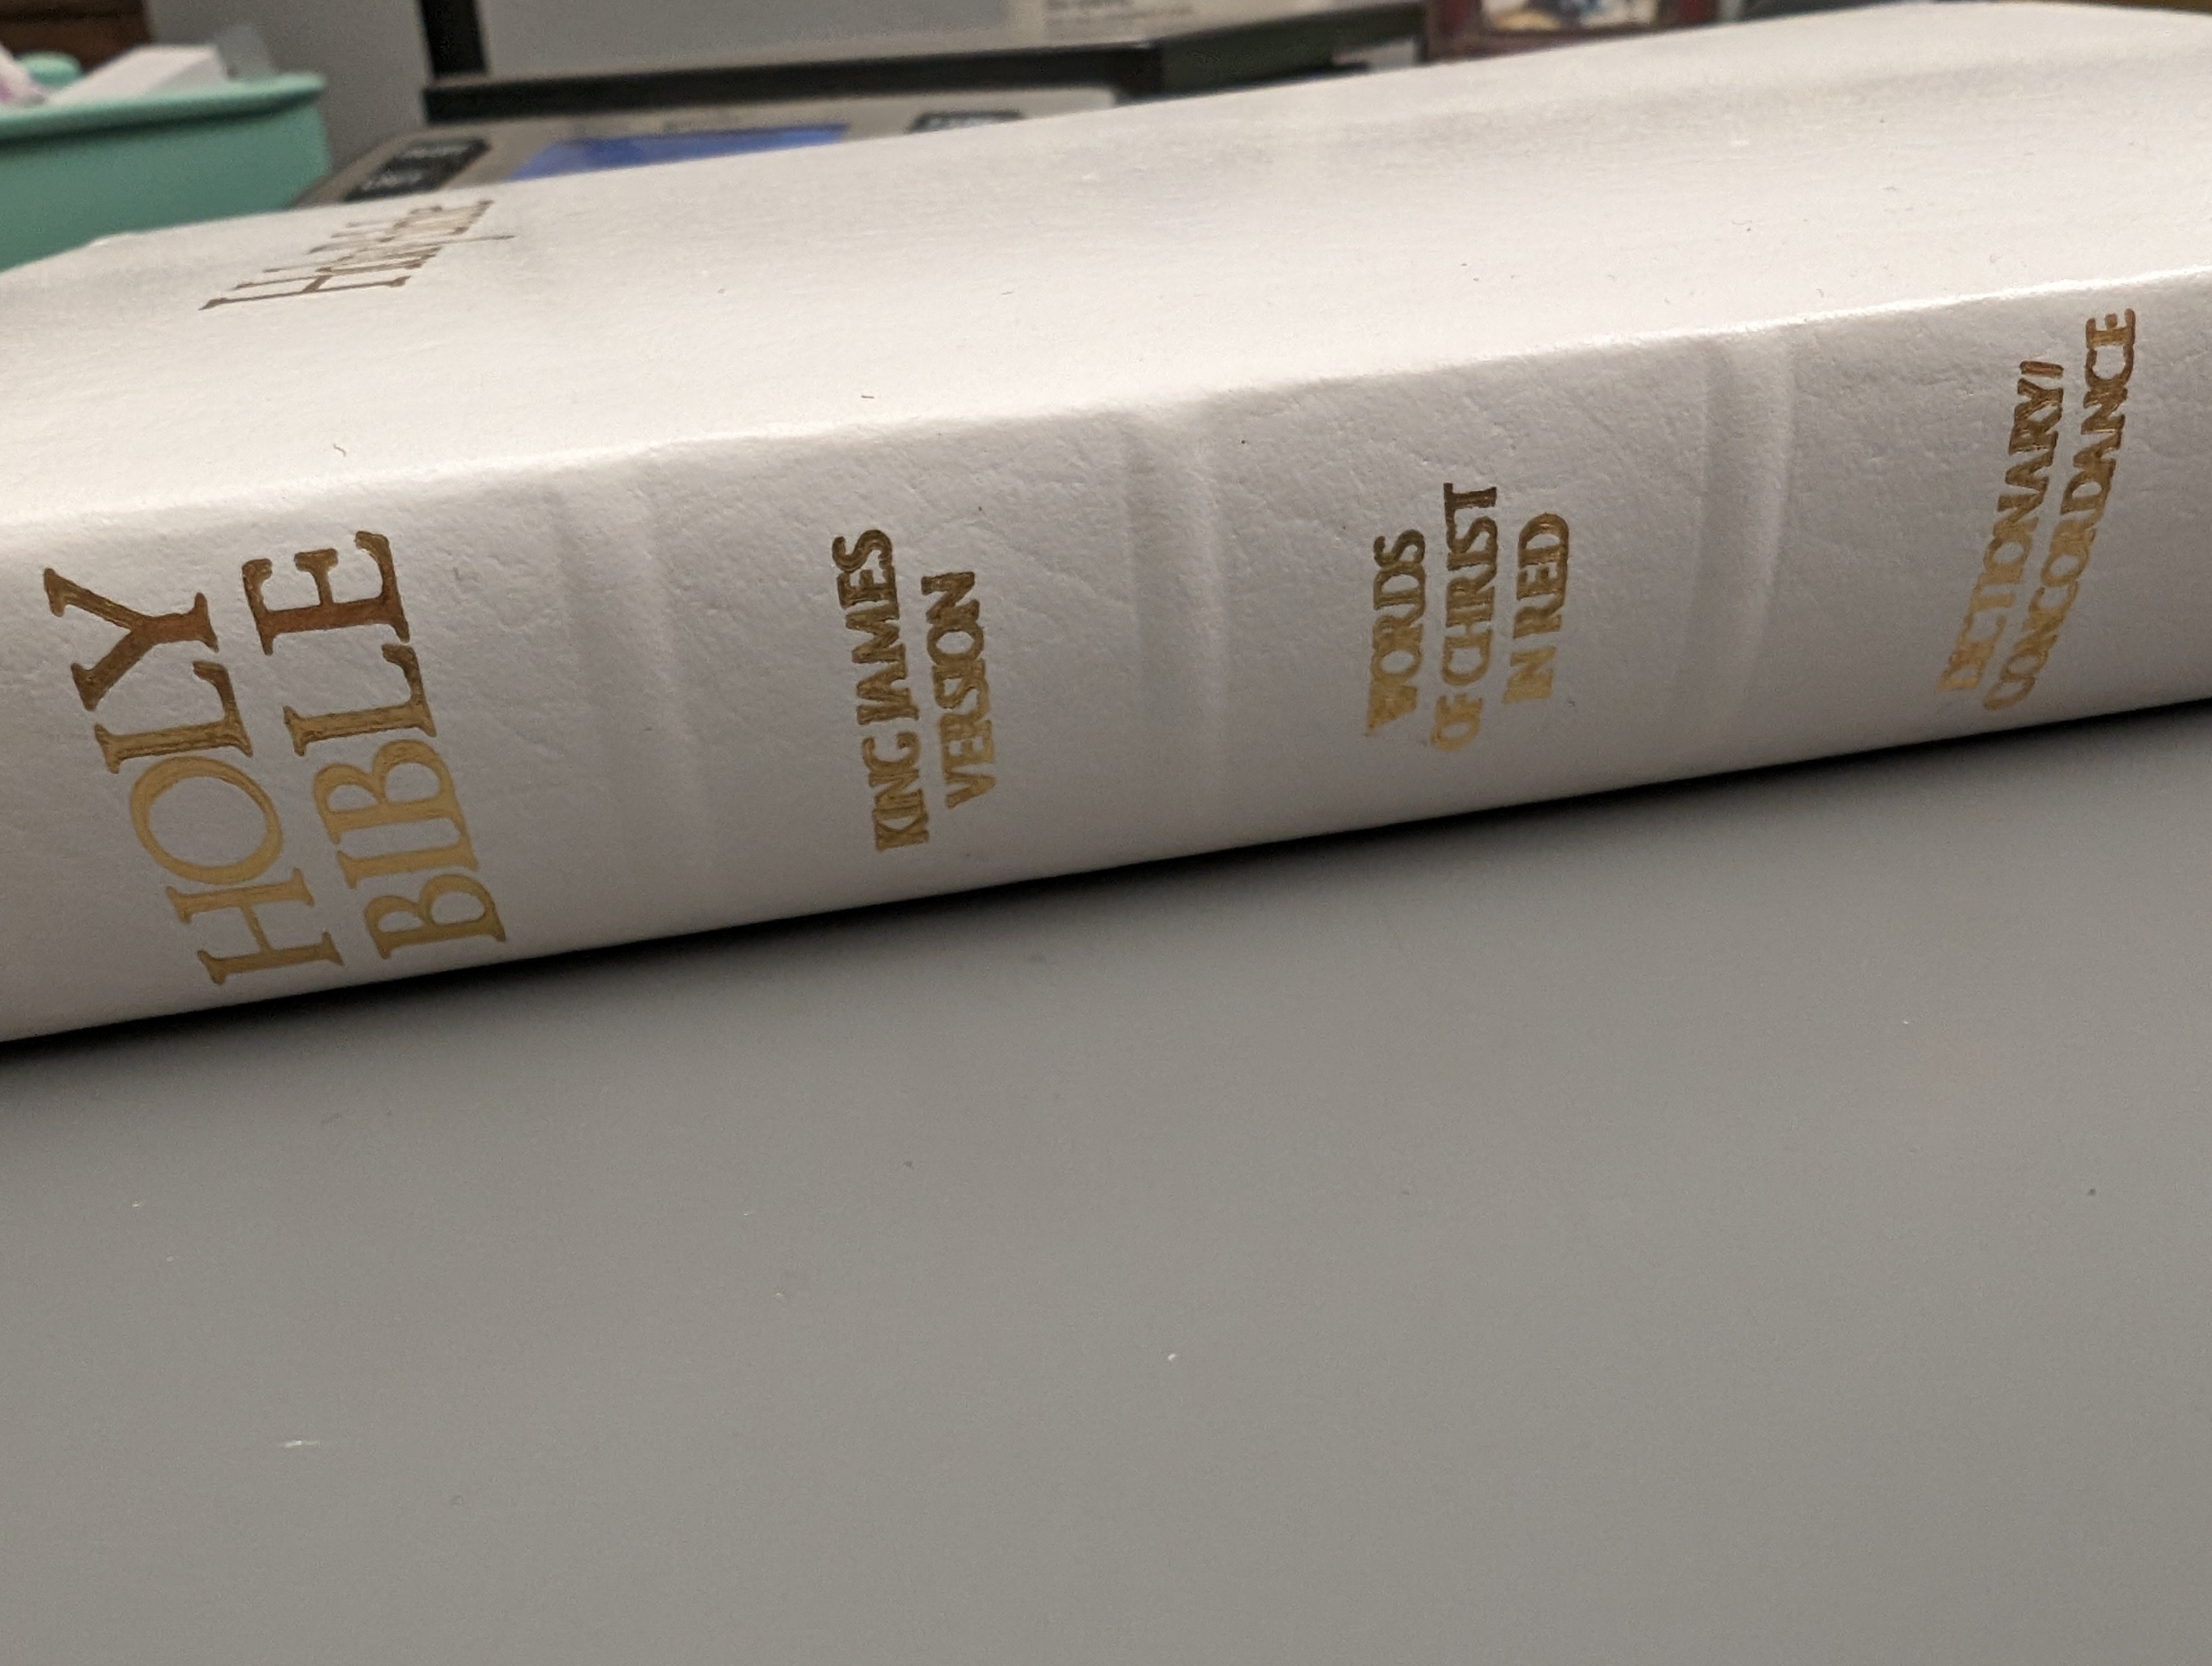 HOLY
BIBLE
KING JAMES
VERSION
WORDS
OF CHRIST
IN RED
DICTIONARY/
CONCORDANCE
Holy Bible